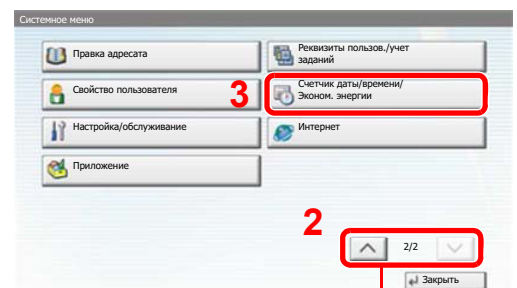 Системное меню
Правка адресата
Реквизиты пользов./учет
заданий
Свойство пользователя
3
Счетчик даты/времени/
Эконом. энергии
Настройка/обслуживание
Интернет
Приложение
2
2/2
Закрыть